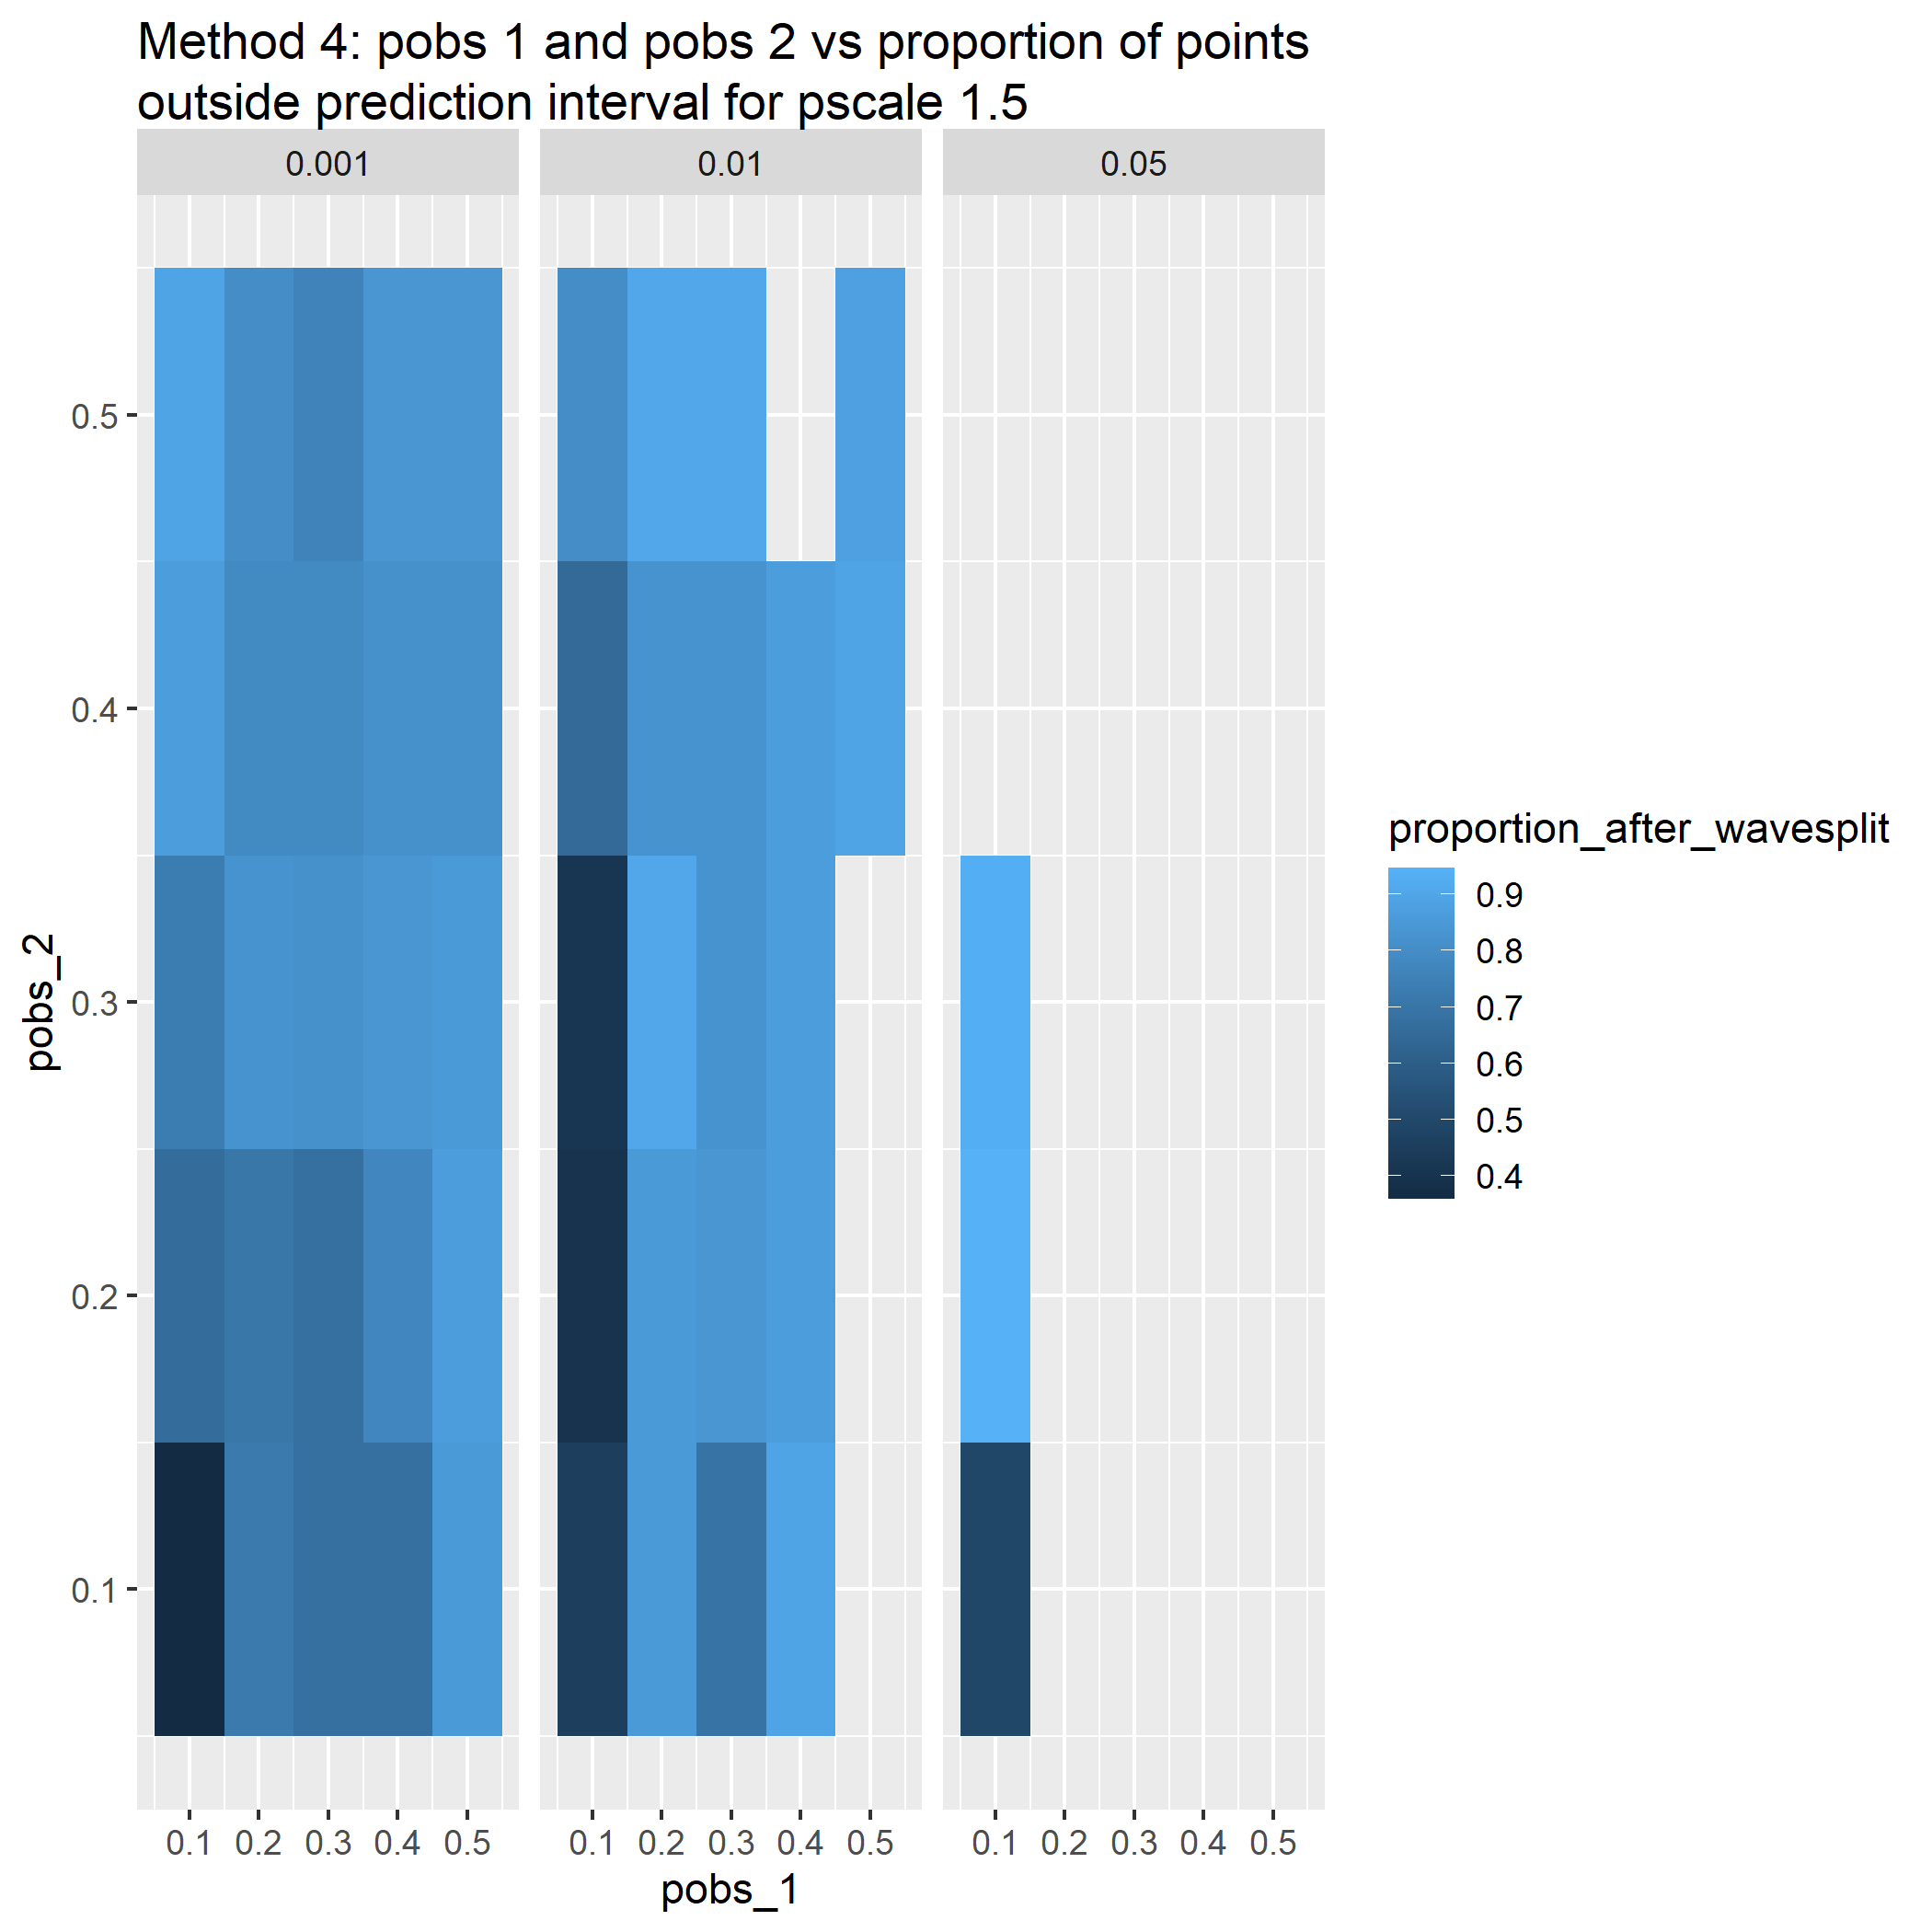 Method 4: pobs 1 and pobs 2 vs proportion of points
outside prediction interval for pscale 1.5
0.001 0.01 0.05
0.5
0.4
0.3
0.2
0.1
pobs_2
0.1 0.2 0.3 0.4 0.5 0.1 0.2 0.3 0.4 0.5 0.1 0.2 0.3 0.4 0.5
pobs_1
proportion_after_wavesplit
0.9
0.8
0.7
0.6
0.5
0.4